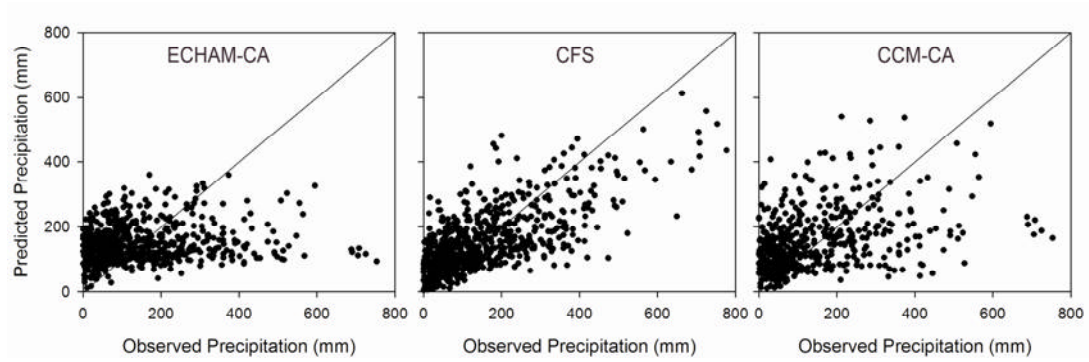 Predicted Precipitation (mm)
800
600
400
200
0
ECHAM-CA
0 200 400 600 800
Observed Precipitation (mm)
CFS
0 200 400 600 800
Observed Precipitation (mm)
CCM-CA
0 200 400 600 800
Observed Precipitation (mm)